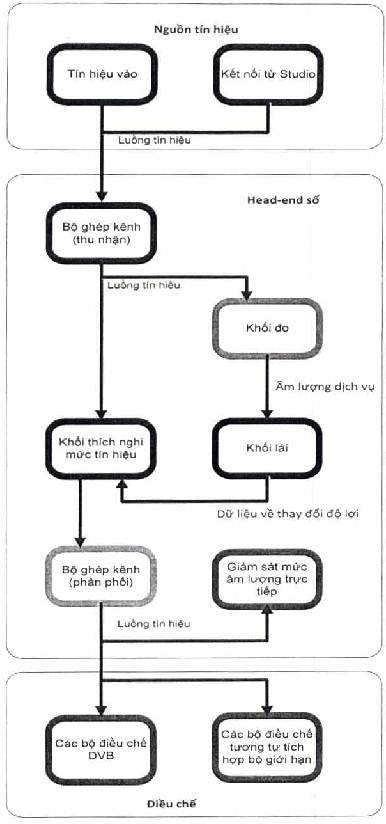 Nguồn tín hiệu
Tín hiệu vào
Kết nối từ Studio
Luồng tín hiệu
Head-end số
Bộ ghép kênh
(thu nhận)
Luồng tín hiệu
Khối đo
Âm lượng dịch vụ
Khối thích nghi
mức tín hiệu
Khối lái
Dữ liệu về thay đổi độ lợi
Bộ ghép kênh
(phân phối)
Giám sát mức
âm lượng trực
tiếp
Luồng tín hiệu
Các bộ điều chế
DVB
Các bộ điều chế
tương tự tích
hợp bộ giới hạn
Điều chế